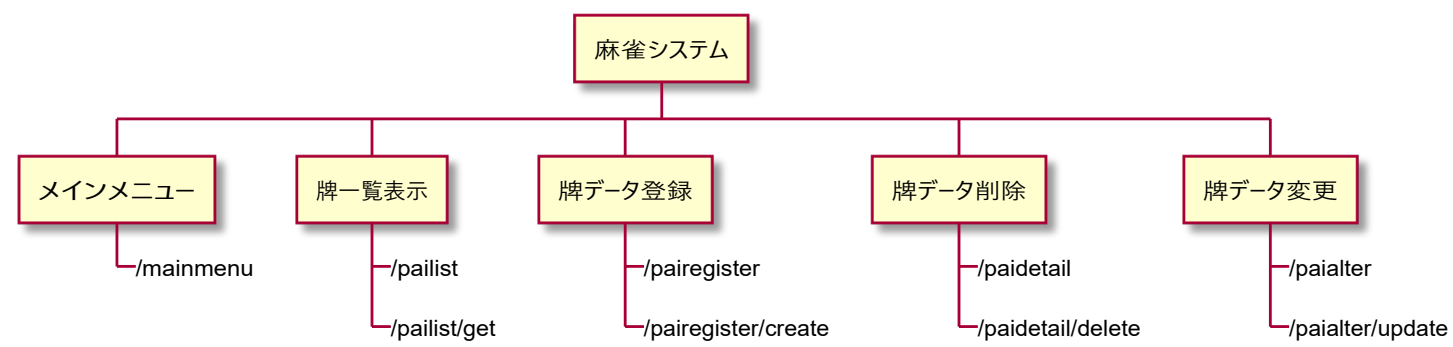 麻雀システム
メインメニュー
牌一覧表示
牌データ登録
牌データ削除
牌データ変更
/mainmenu
/pailist
/pairegister
/paidetail
/paialter
/pailist/get
/pairegister/create
/paidetail/delete
/paialter/update